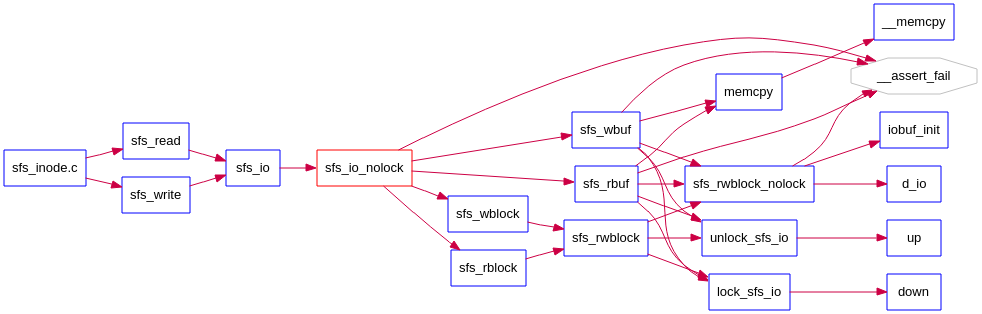 sfs_inode.c
sfs_read
sfs_write
sfs_io
sfs_io_nolock
sfs_wblock
sfs_rblock
sfs_wbuf
sfs_rbuf
sfs_rwblock
memcpy
sfs_rwblock_nolock
unlock_sfs_io
lock_sfs_io
__memcpy
__assert_fail
iobuf_init
d_io
up
down